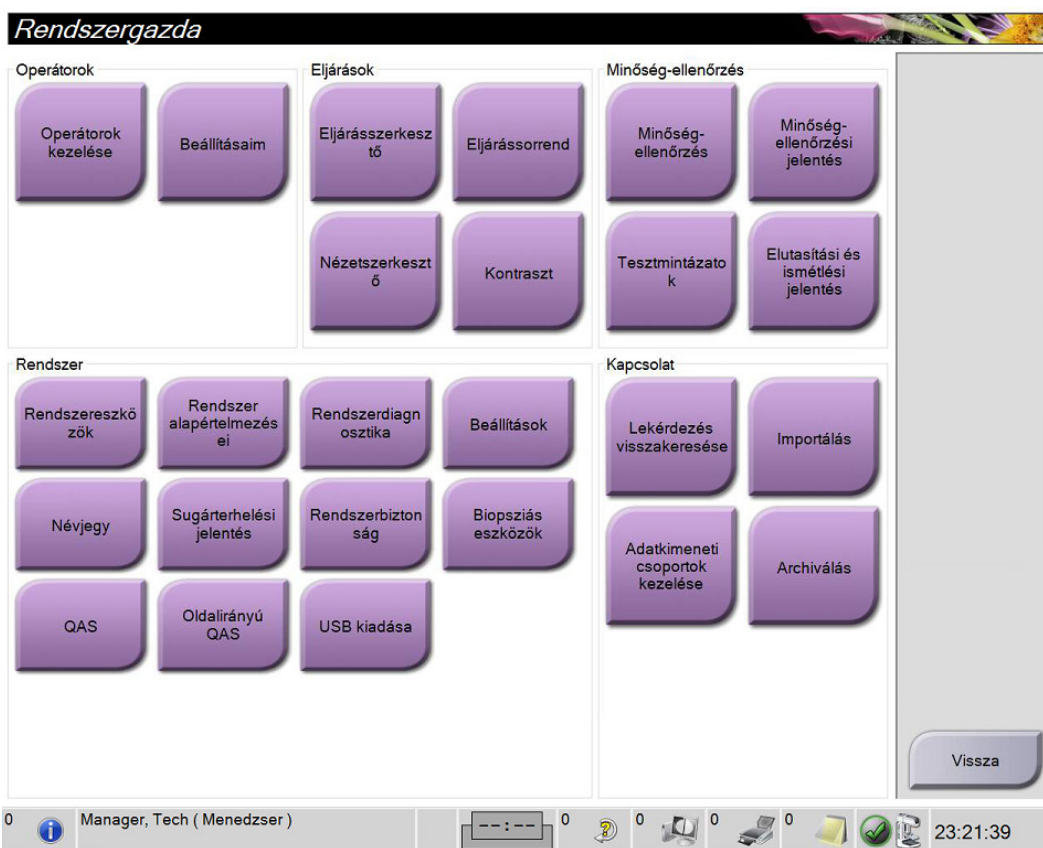 Rendszergazda
Operátorok
Operátorok
kezelése
Beállításaim
Eljárások
Eljárásszerkesz
tő
Eljárássorrend
Nézetszerkeszt
ő
Kontraszt
Minőség-ellenőrzés
Minőség-
ellenőrzés
Minőség-
ellenőrzési
jelentés
Tesztmintázato
k
Elutasítási és
ismétlési
jelentés
Rendszer
Rendszereszkö
zök
Rendszer
alapértelmezés
ei
Rendszerdiagn
osztika
Beállítások
Névjegy
Sugárterhelési
jelentés
Rendszerbizton
ság
Biopsziás
eszközök
QAS
Oldalirányú
QAS
USB kiadása
Kapcsolat
Lekérdezés
visszakeresése
Importálás
Adatkimeneti
csoportok
kezelése
Archiválás
Vissza
0
Manager, Tech ( Menedzser )
--:--
0
0
0
0
23:21:39